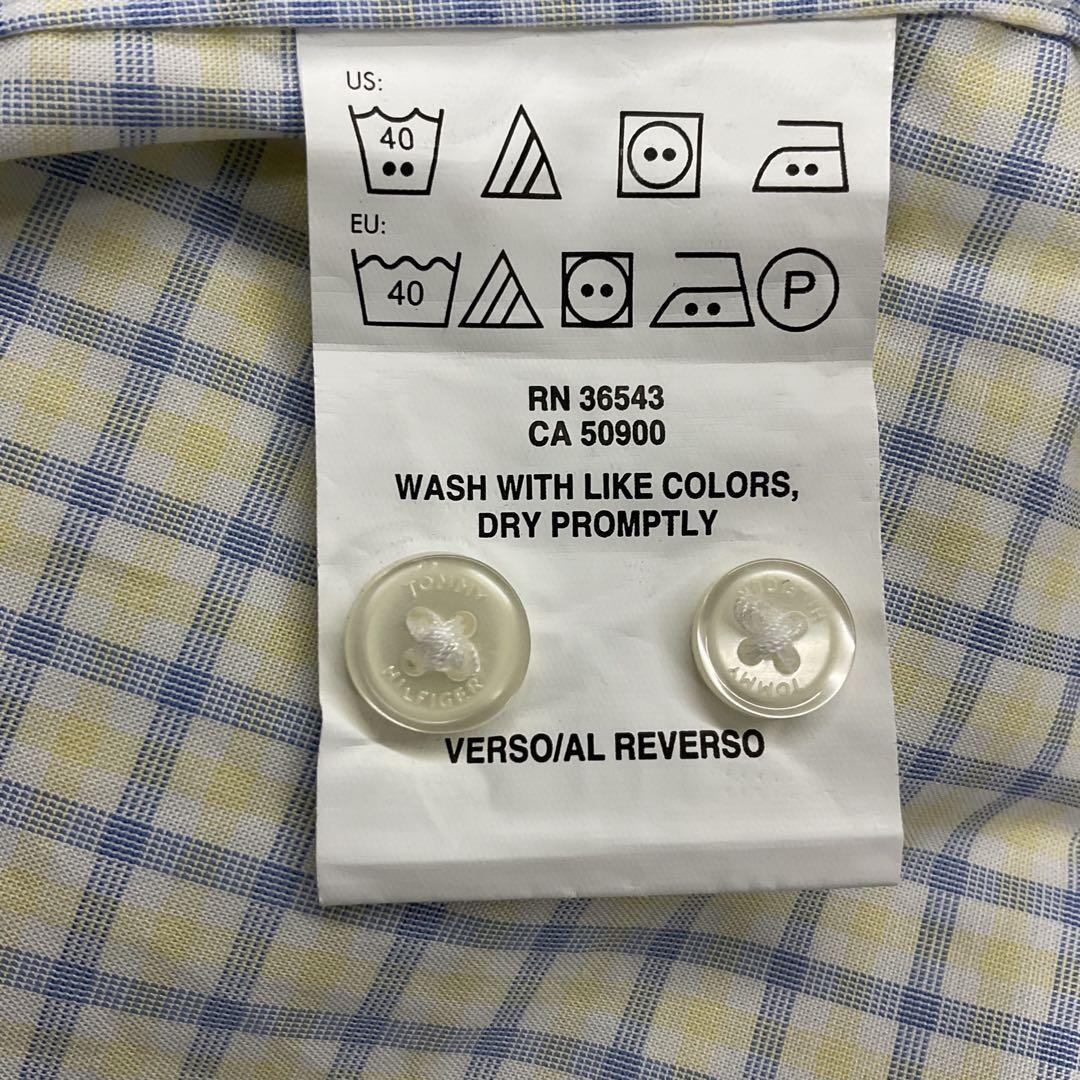 US:
40
EU:
40
P
RN 36543
CA 50900
WASH WITH LIKE COLORS,
DRY PROMPTLY
TOMMY
HILFIGER
HILFIGER
TOMMY
VERSO/AL REVERSO